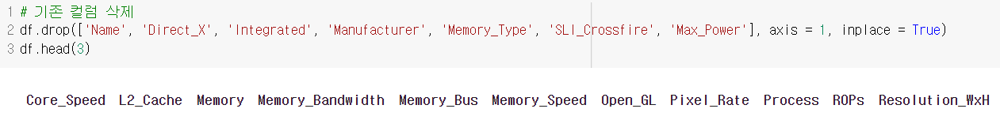 1 # 기존 컬럼 삭제
2 df.drop(['Name', 'Direct_X', 'Integrated', 'Manufacturer', 'Memory_Type', 'SLI_Crossfire', 'Max_Power'], axis = 1, inplace = True)
3 df.head(3)
Core_Speed L2_Cache Memory Memory_Bandwidth Memory_Bus Memory_Speed Open_GL Pixel_Rate Process ROPs Resolution_WxH